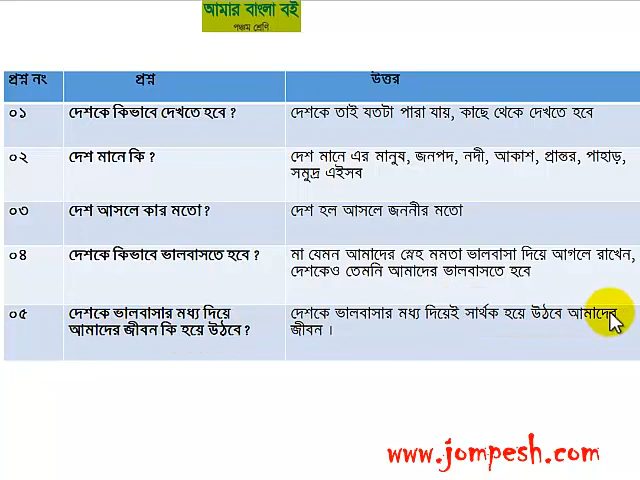 আমার বাংলা বই
পঞ্চম শ্রেণি
প্রশ্ন নং প্রশ্ন উত্তর
০১ দেশকে কিভাবে দেখতে হবে ? দেশকে তাই যতটা পারা যায়, কাছে থেকে দেখতে হবে
০২ দেশ মানে কি ? দেশ মানে এর মানুষ, জনপদ, নদী, আকাশ, প্রান্তর, পাহাড়,
সমুদ্র এইসব
০৩ দেশ আসলে কার মতো ? দেশ হল আসলে জননীর মতো
০৪ দেশকে কিভাবে ভালবাসতে হবে ? মা যেমন আমাদের স্নেহ মমতা ভালবাসা দিয়ে আগলে রাখেন,
দেশকেও তেমনি আমাদের ভালবাসতে হবে
০৫ দেশকে ভালবাসার মধ্য দিয়ে দেশকে ভালবাসার মধ্য দিয়েই সার্থক হয়ে উঠবে আমাদের
আমাদের জীবন কি হয়ে উঠবে ? জীবন ।
www.jompesh.com